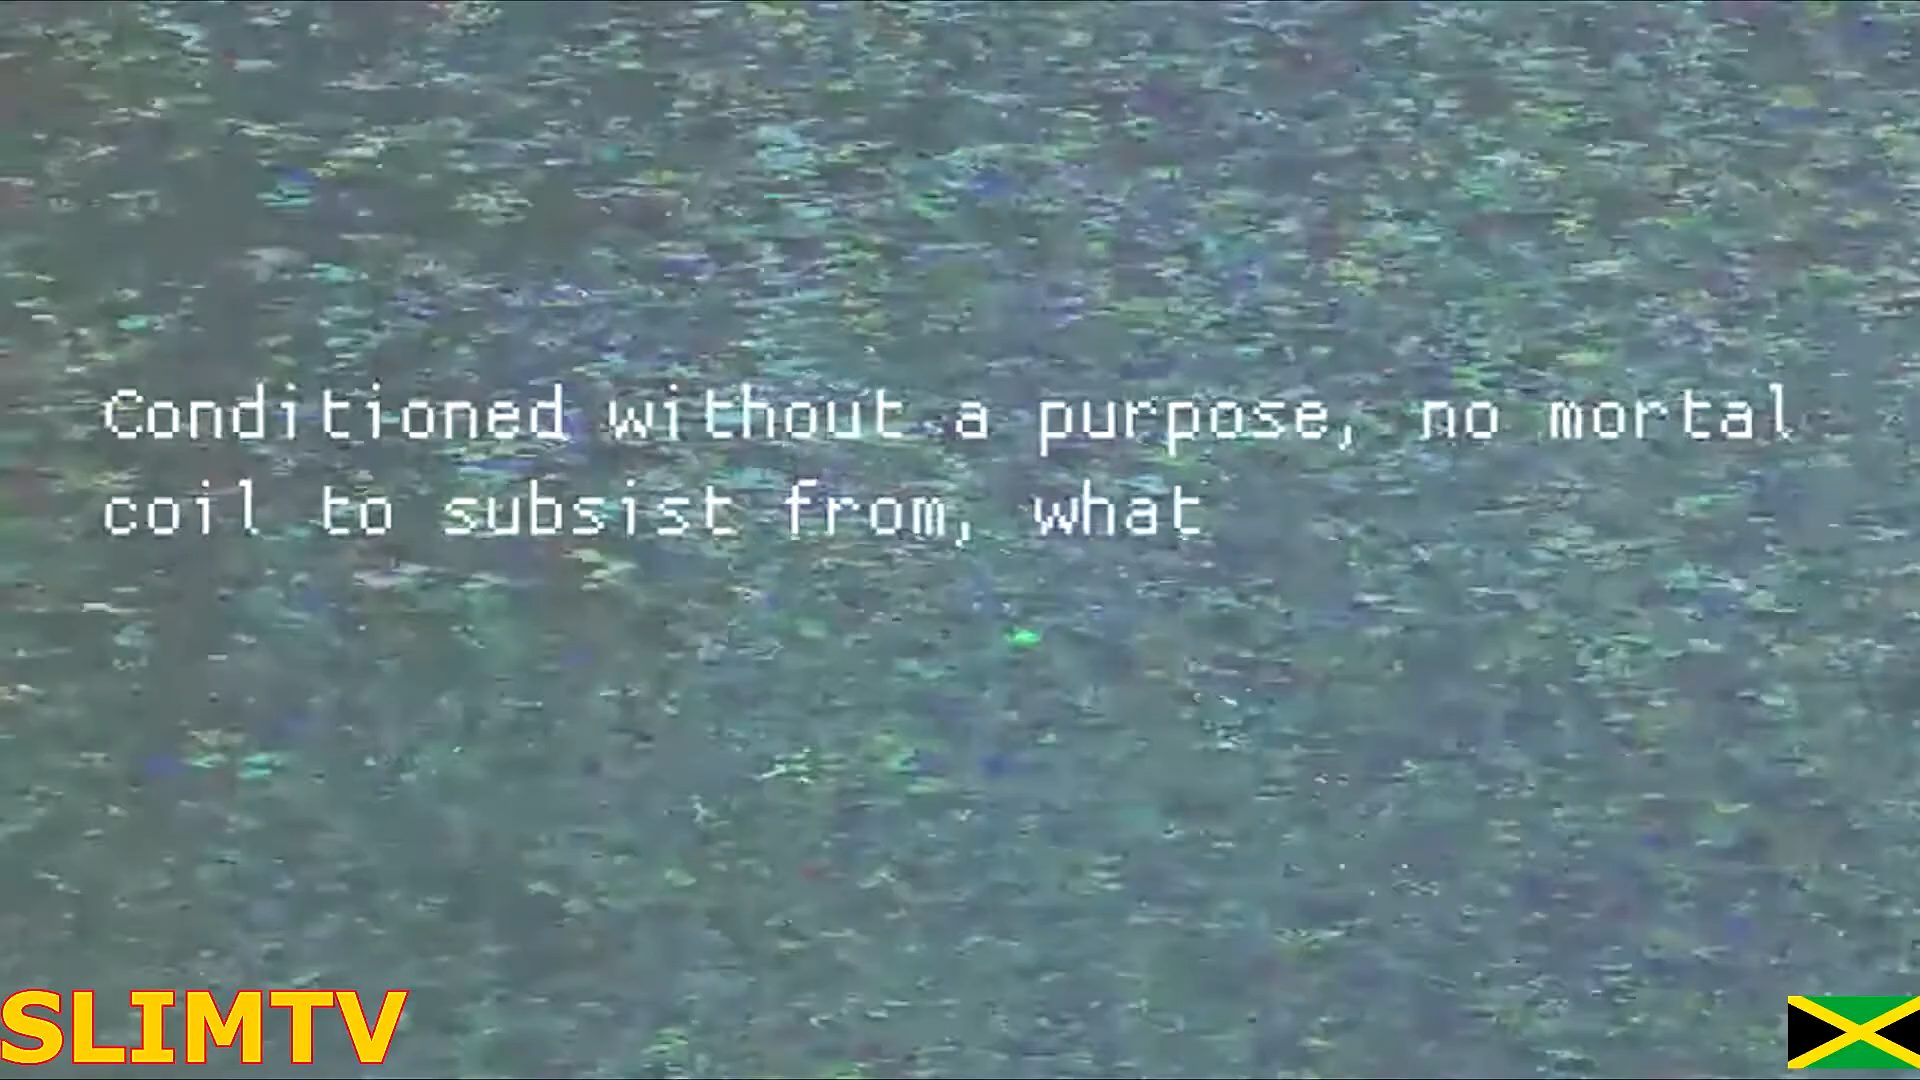 Conditioned without a purpose, no mortal
coil to subsist from, what
SLIMTV